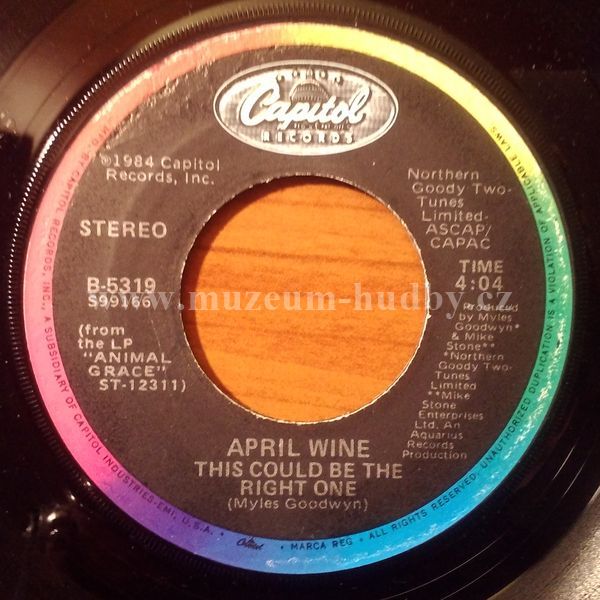 Capitol
RECORDS
℗1984 Capitol
Records, Inc.
STEREO
B-5319
S99166
(from
the LP
"ANIMAL
GRACE"
ST-12311)
Northern
Goody Two-
Tunes
Limited-
ASCAP/
CAPAC
TIME
4:04
Produced
by Myles
Goodwyn*
& Mike
Stone**
*Northern
Goody Two-
Tunes
Limited
**Mike
Stone
Enterprises
Ltd. An
Aquarius
Records
Production
APRIL WINE
THIS COULD BE THE
RIGHT ONE
(Myles Goodwyn)
MFD. BY CAPITOL RECORDS, INC., A SUBSIDIARY OF CAPITOL INDUSTRIES-EMI, U.S.A. • Capitol • MARCA REG • ALL RIGHTS RESERVED. UNAUTHORIZED DUPLICATION IS A VIOLATION OF APPLICABLE LAWS
www.muzeum-hudby.cz